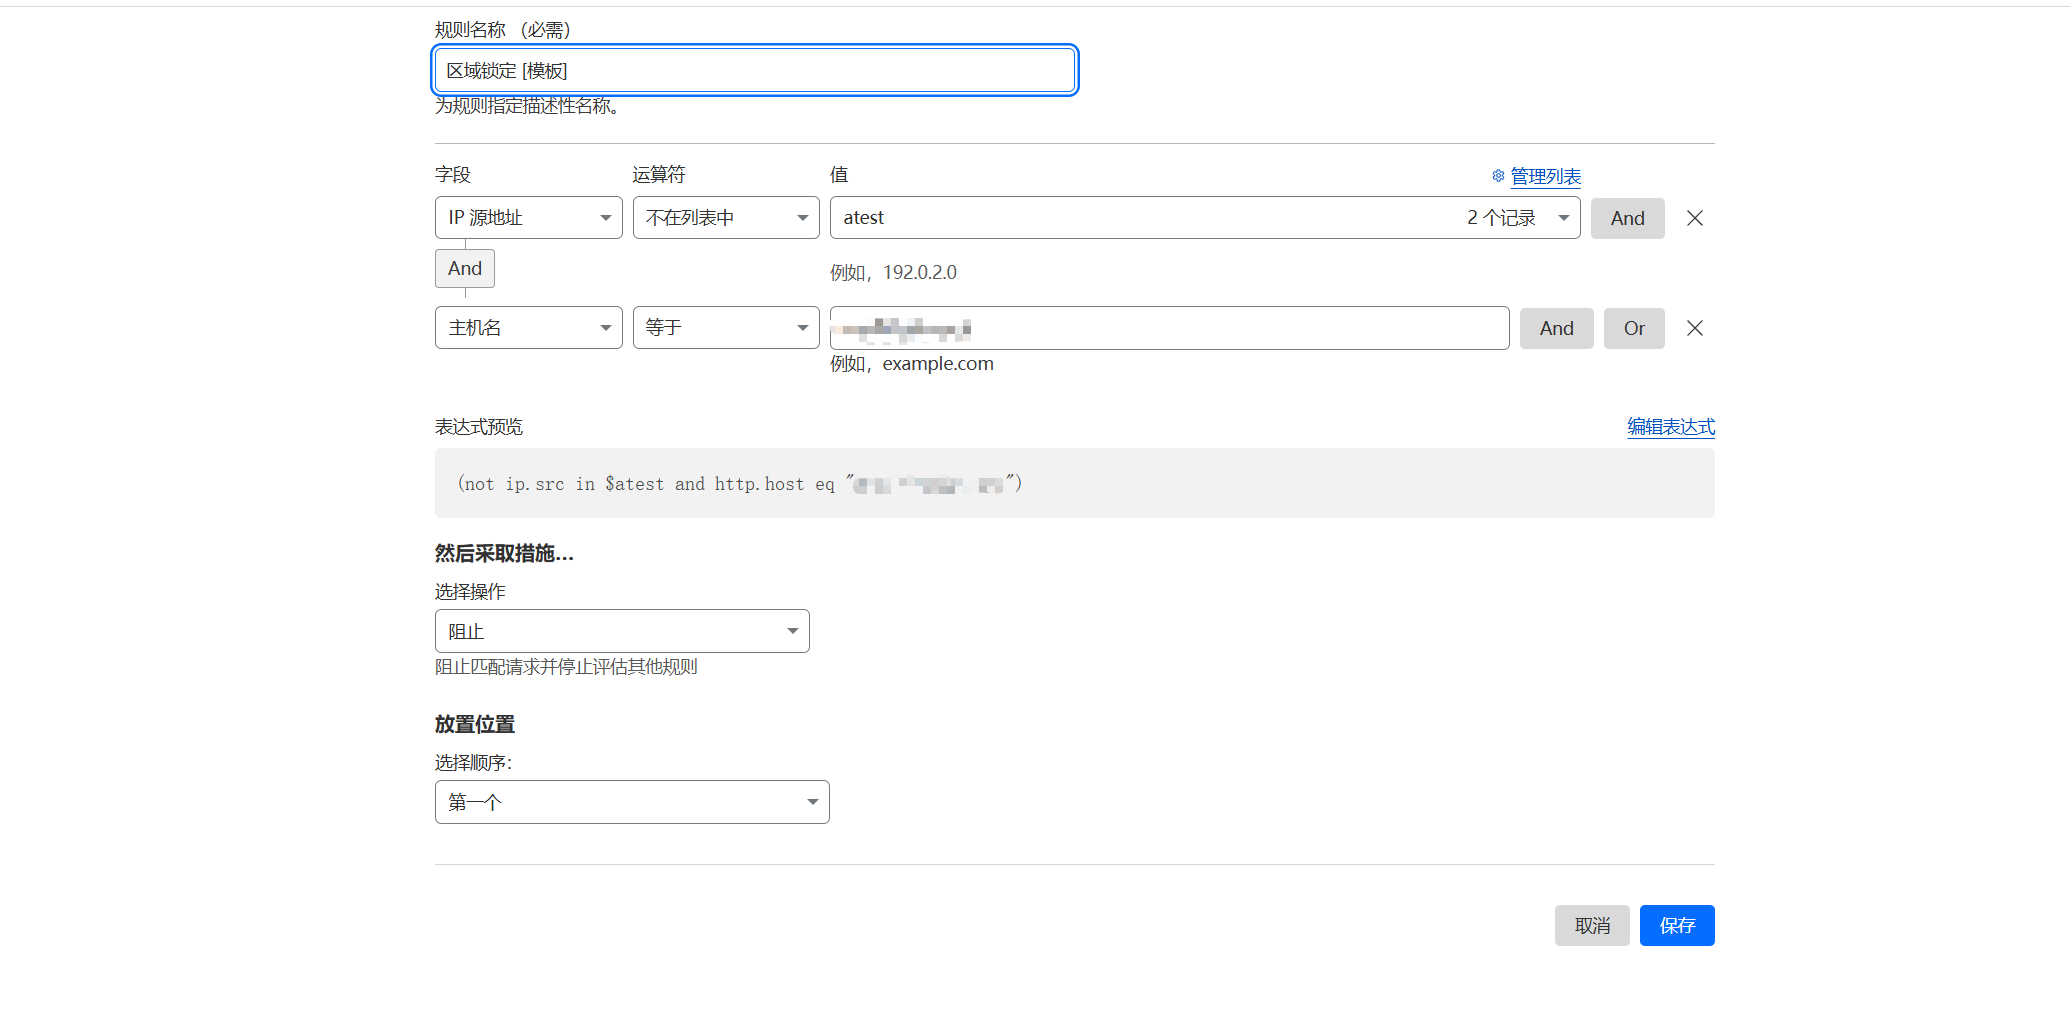 规则名称 （必需）
区域锁定 [模板]
为规则指定描述性名称。
字段 运算符 值 管理列表
IP 源地址 不在列表中 atest 2 个记录 And
And 例如，192.0.2.0
主机名 等于 And Or
例如，example.com
表达式预览 编辑表达式
(not ip.src in $atest and http.host eq "")
然后采取措施...
选择操作
阻止
阻止匹配请求并停止评估其他规则
放置位置
选择顺序：
第一个
取消 保存